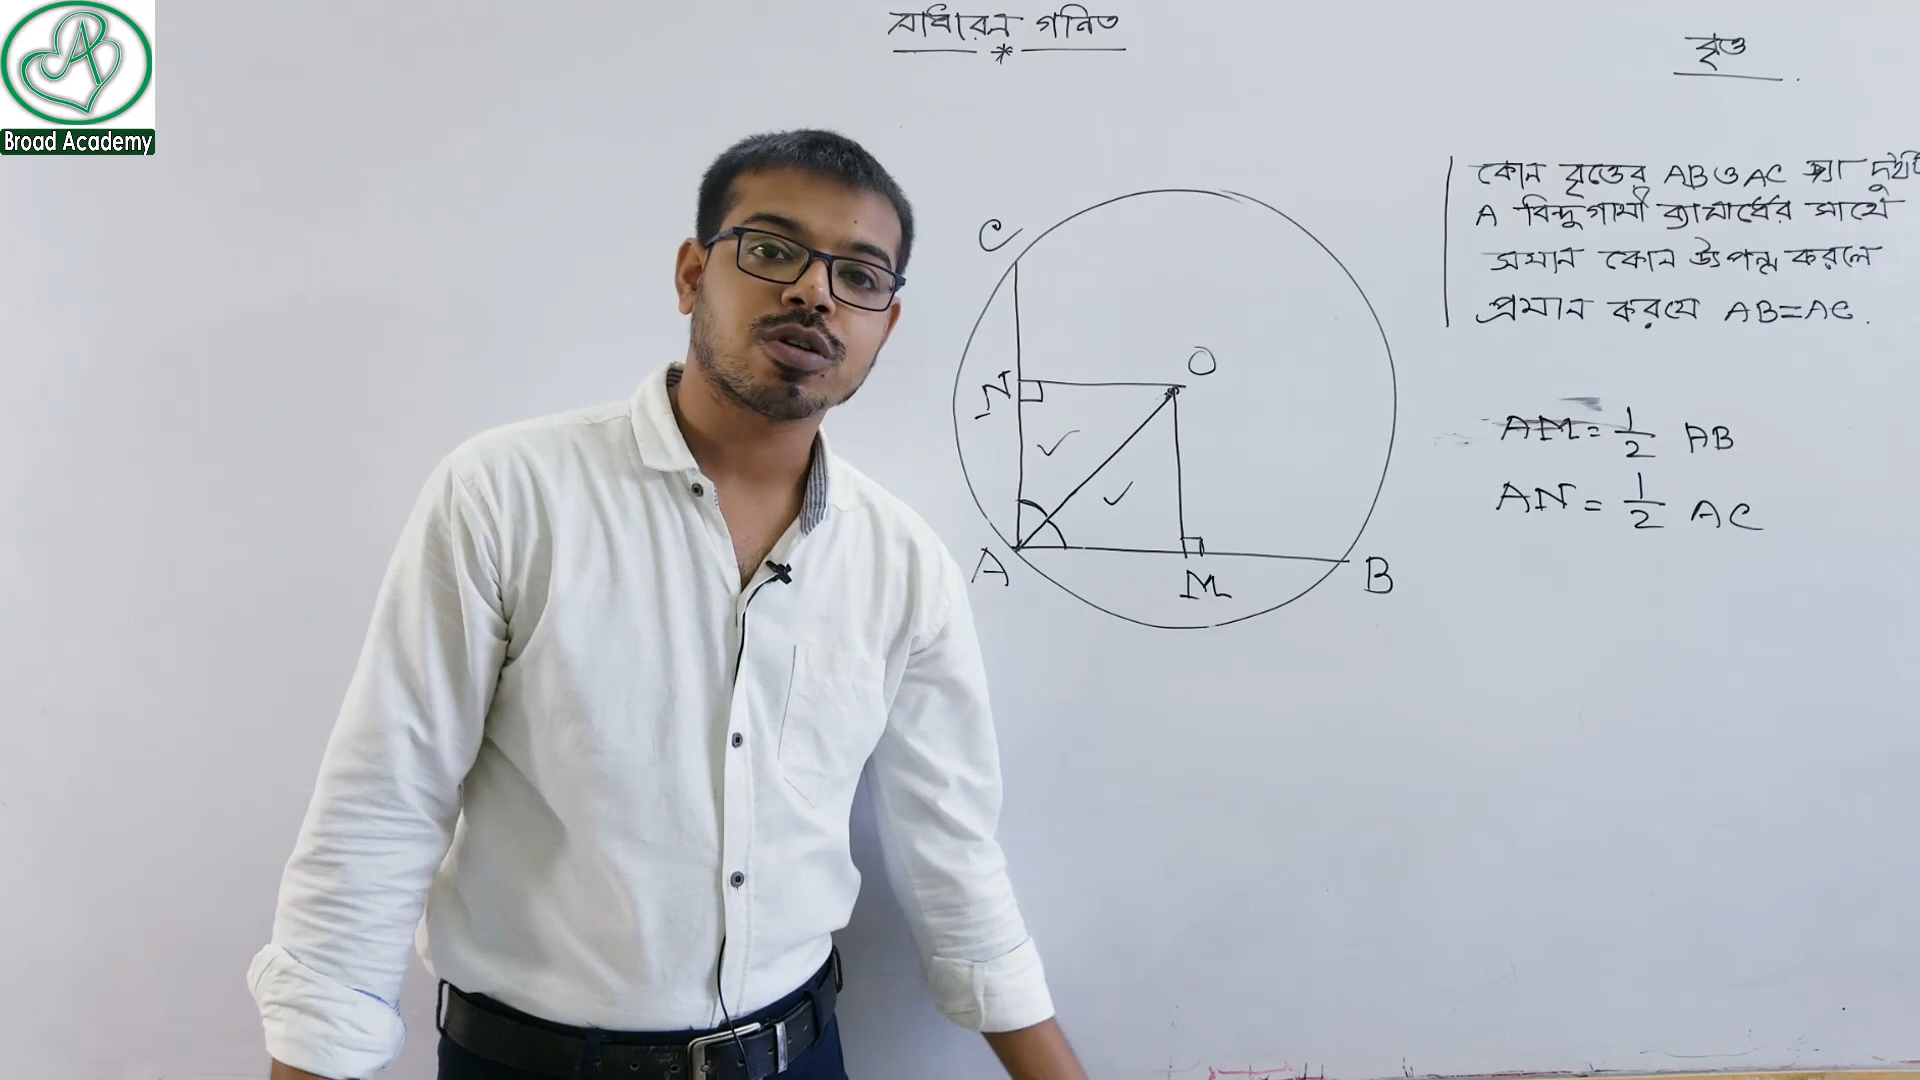 Broad Academy
সাধারন গনিত
বৃত্ত
কোন বৃত্তের AB ও AC জ্যা দুইটি
A বিন্দুগামী ব্যাসার্ধের সাথে
সমান কোন উৎপন্ন করলে
প্রমান করযে AB=AC.
C
O
N
A
M
B
AM = 1/2 AB
AN = 1/2 AC